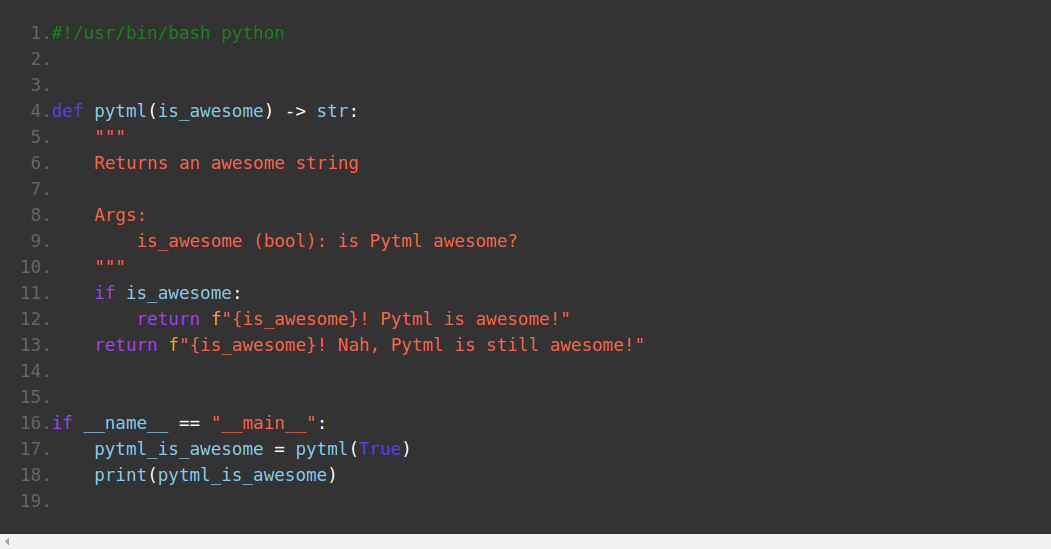 1.#!/usr/bin/bash python
2.
3.
4.def pytml(is_awesome) -> str:
5.    """
6.    Returns an awesome string
7.
8.    Args:
9.        is_awesome (bool): is Pytml awesome?
10.    """
11.    if is_awesome:
12.        return f"{is_awesome}! Pytml is awesome!"
13.    return f"{is_awesome}! Nah, Pytml is still awesome!"
14.
15.
16.if __name__ == "__main__":
17.    pytml_is_awesome = pytml(True)
18.    print(pytml_is_awesome)
19.